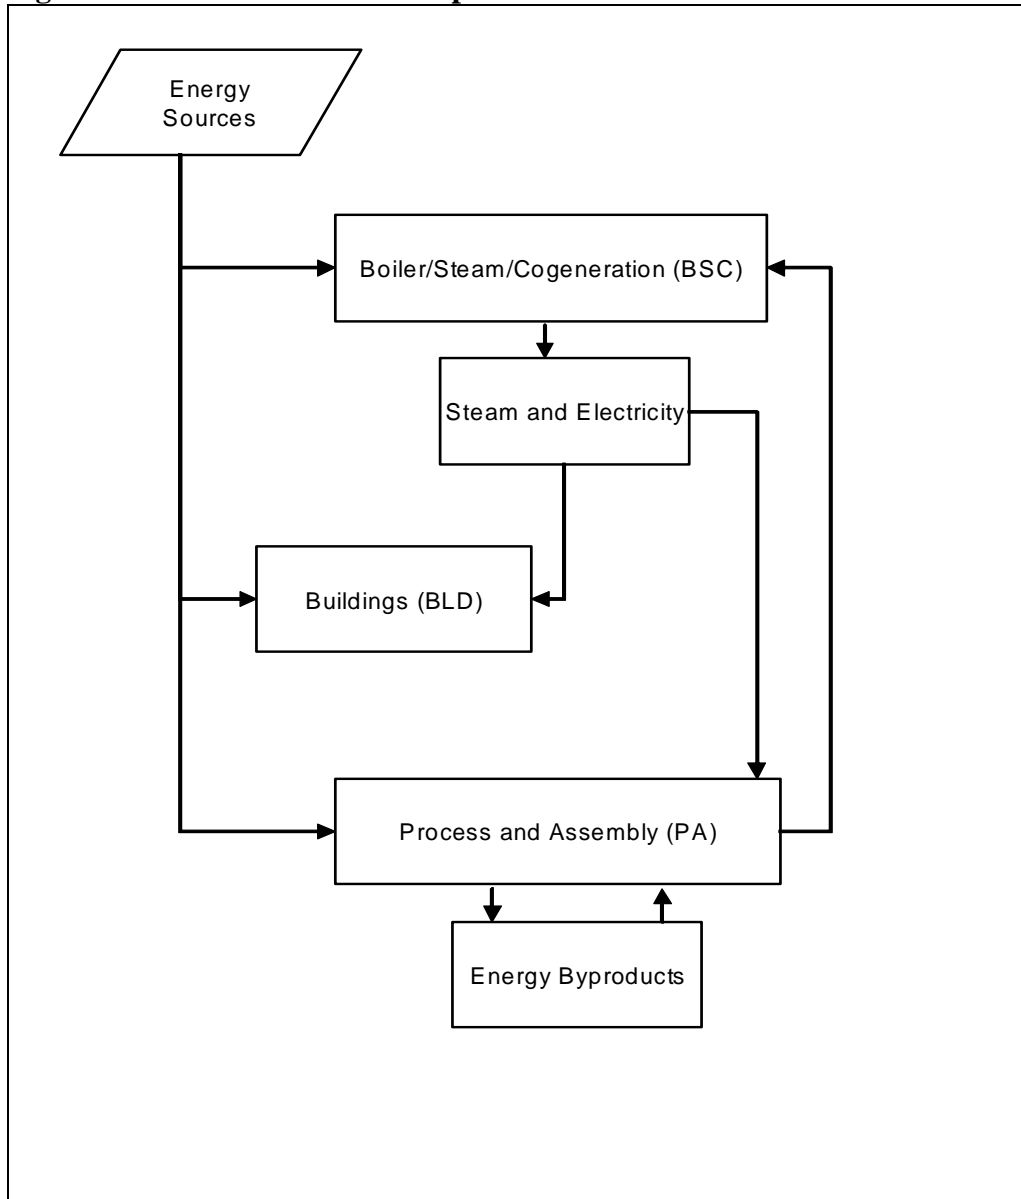 Energy
Sources
Boiler/Steam/Cogeneration (BSC)
Steam and Electricity
Buildings (BLD)
Process and Assembly (PA)
Energy Byproducts